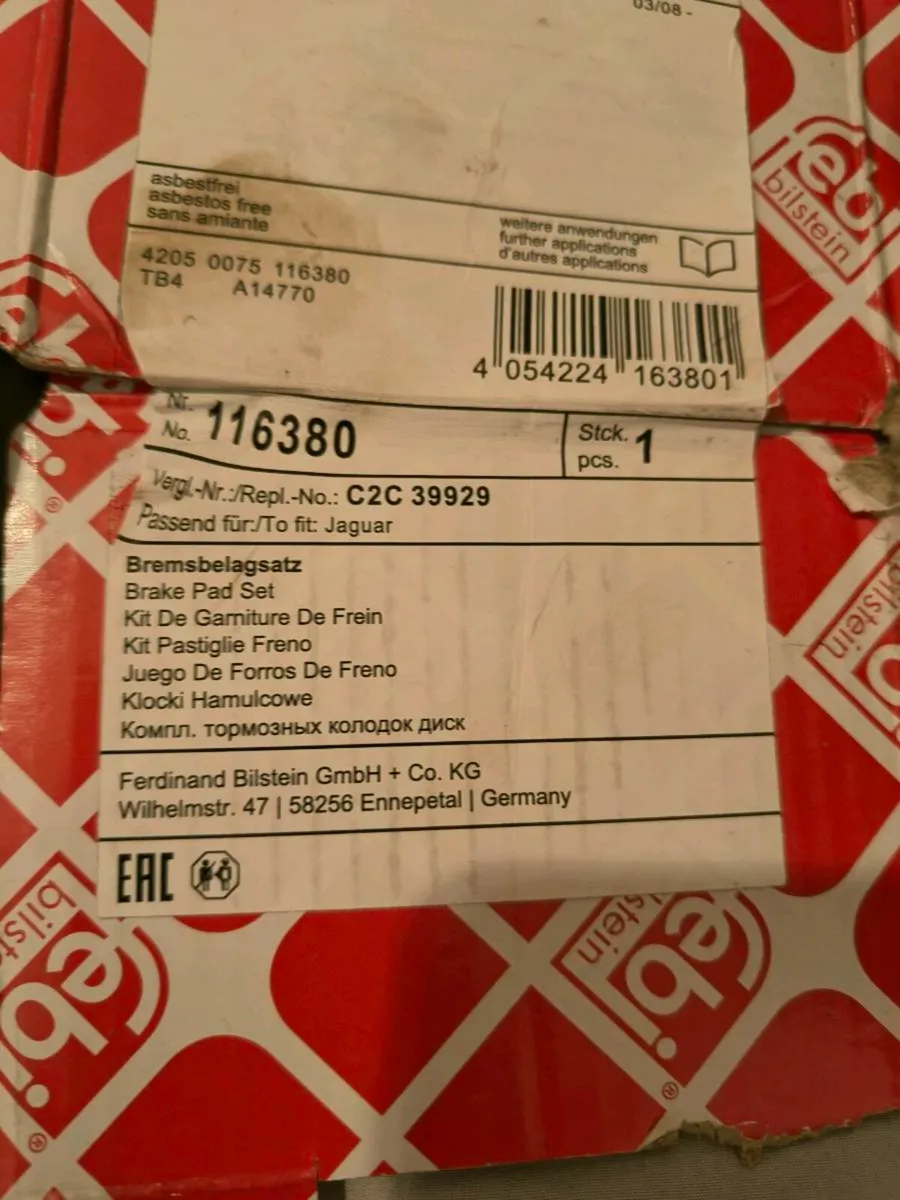 03/08 -
asbestfrei
asbestos free
sans amiante
weitere anwendungen
further applications
d'autres applications
4205 0075 116380
TB4 A14770
4 054224 163801
Nr.
No. 116380
Stck.
pcs. 1
Vergl.-Nr.:/Repl.-No.: C2C 39929
Passend für:/To fit: Jaguar
Bremsbelagsatz
Brake Pad Set
Kit De Garniture De Frein
Kit Pastiglie Freno
Juego De Forros De Freno
Klocki Hamulcowe
Компл. тормозных колодок диск
Ferdinand Bilstein GmbH + Co. KG
Wilhelmstr. 47 | 58256 Ennepetal | Germany
EAC
febi
bilstein
febi
®
bilstein
febi
bilstein
®
bilstein
febi
®